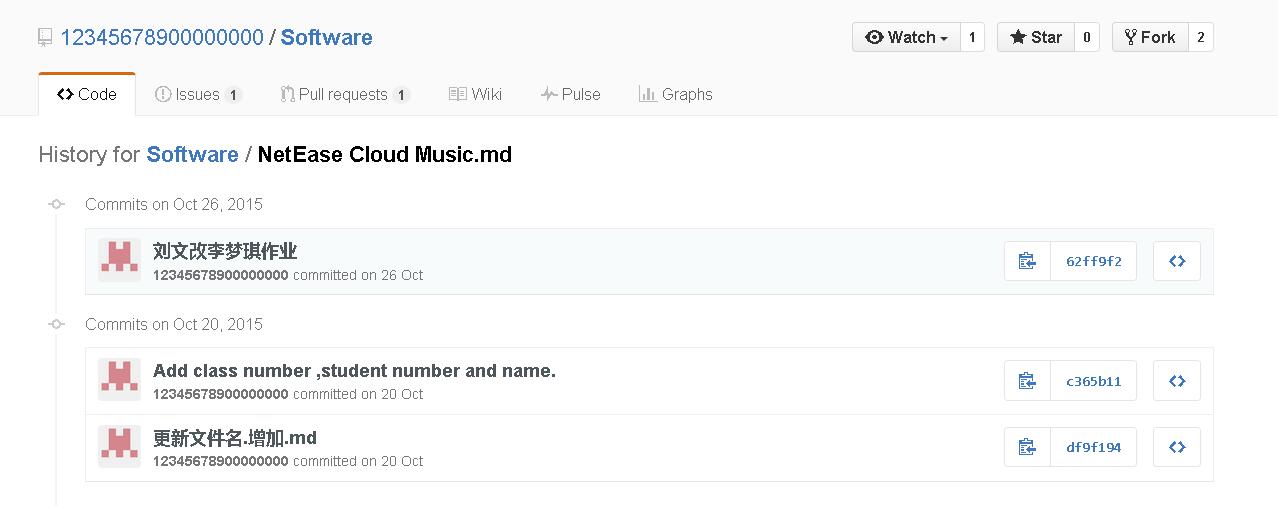 12345678900000000 / Software
Watch 1 Star 0 Fork 2
Code Issues 1 Pull requests 1 Wiki Pulse Graphs
History for Software / NetEase Cloud Music.md
Commits on Oct 26, 2015
刘文改李梦琪作业
62ff9f2
12345678900000000 committed on 26 Oct
Commits on Oct 20, 2015
Add class number ,student number and name.
c365b11
12345678900000000 committed on 20 Oct
更新文件名.增加.md
df9f194
12345678900000000 committed on 20 Oct